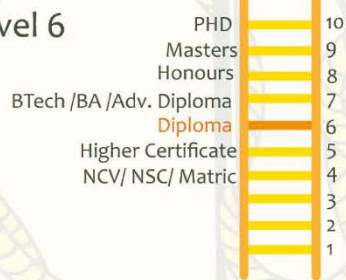 vel 6
PHD 10
Masters 9
Honours 8
BTech /BA /Adv. Diploma 7
Diploma 6
Higher Certificate 5
NCV/ NSC/ Matric 4
3
2
1